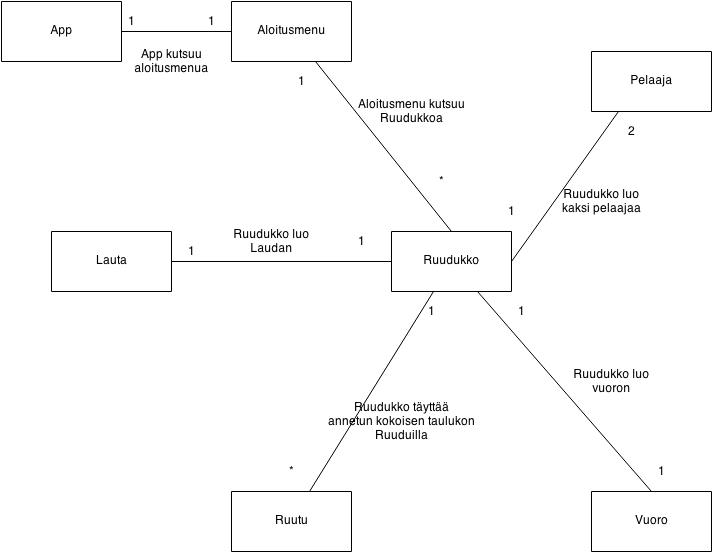 App
1
1
Aloitusmenu
App kutsuu
aloitusmenua
1
Pelaaja
Aloitusmenu kutsuu
Ruudukkoa
2
*
Ruudukko luo
kaksi pelaajaa
1
Ruudukko luo
Laudan
Lauta
1
1
Ruudukko
1
1
Ruudukko luo
vuoron
Ruudukko täyttää
annetun kokoisen taulukon
Ruuduilla
*
1
Ruutu
Vuoro